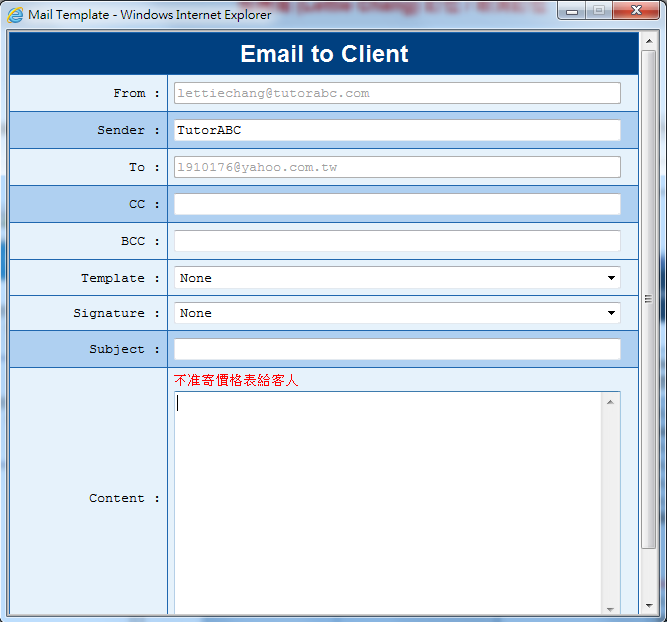 Mail Template - Windows Internet Explorer
Email to Client
From : lettiechang@tutorabc.com
Sender : TutorABC
To : l910176@yahoo.com.tw
CC :
BCC :
Template : None
Signature : None
Subject :
不准寄價格表給客人
Content :